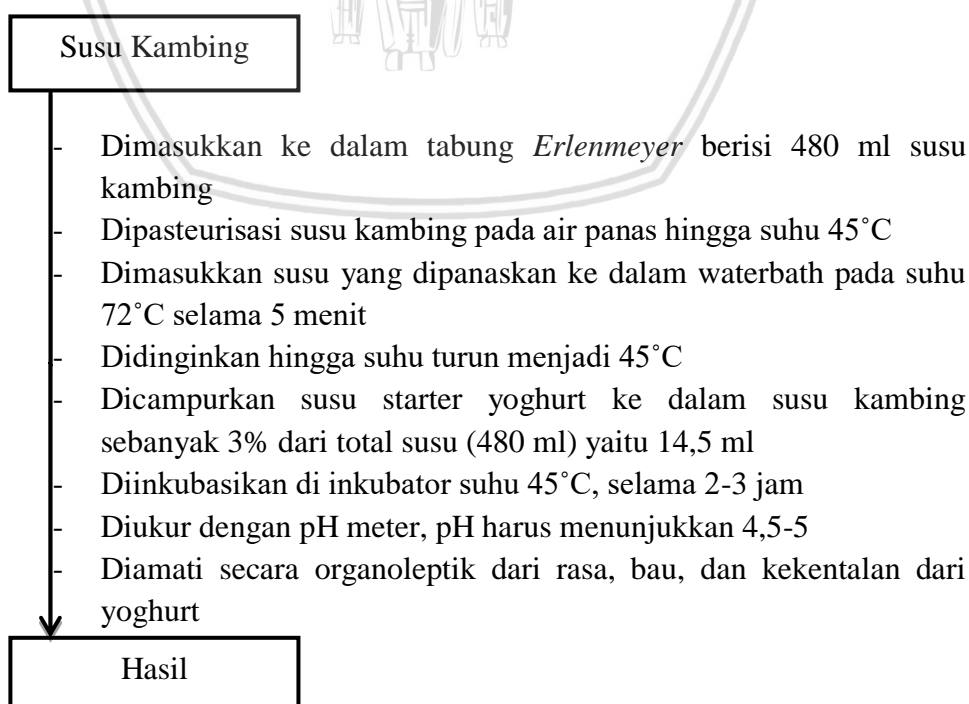 Susu Kambing
- Dimasukkan ke dalam tabung Erlenmeyer berisi 480 ml susu
kambing
- Dipasteurisasi susu kambing pada air panas hingga suhu 45˚C
- Dimasukkan susu yang dipanaskan ke dalam waterbath pada suhu
72˚C selama 5 menit
- Didinginkan hingga suhu turun menjadi 45˚C
- Dicampurkan susu starter yoghurt ke dalam susu kambing
sebanyak 3% dari total susu (480 ml) yaitu 14,5 ml
- Diinkubasikan di inkubator suhu 45˚C, selama 2-3 jam
- Diukur dengan pH meter, pH harus menunjukkan 4,5-5
- Diamati secara organoleptik dari rasa, bau, dan kekentalan dari
yoghurt
Hasil